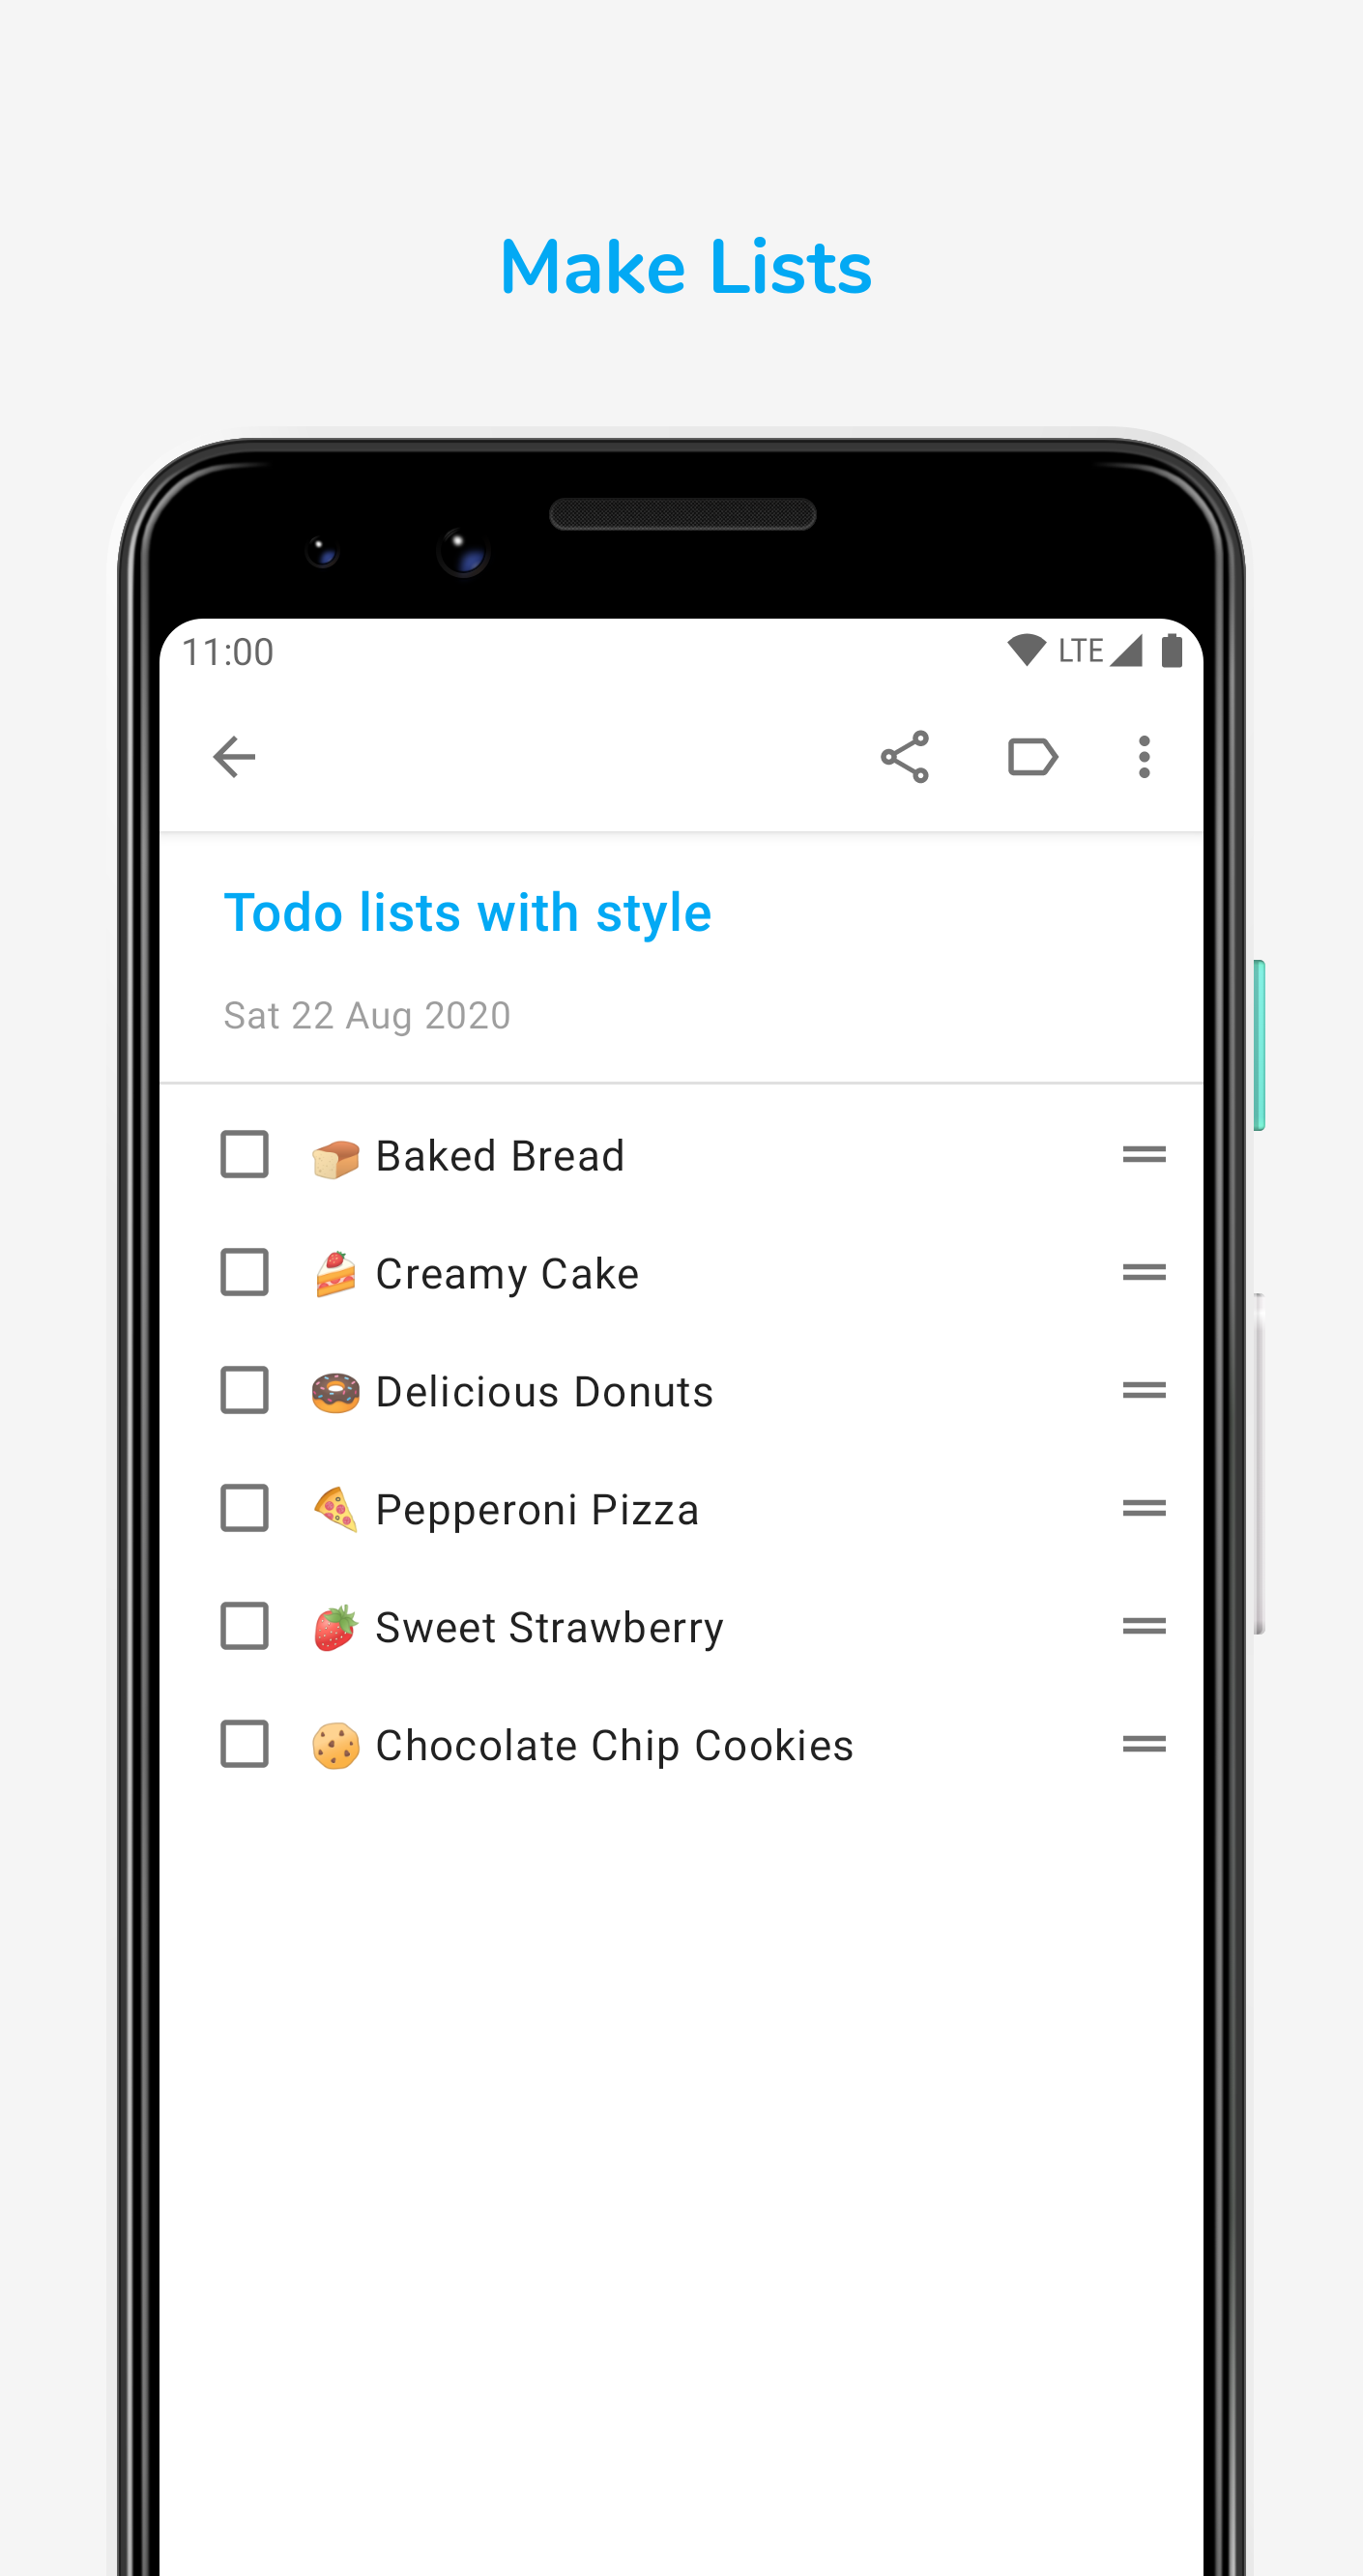 Make Lists
11:00 LTE
Todo lists with style
Sat 22 Aug 2020
🍞 Baked Bread
🍰 Creamy Cake
🍩 Delicious Donuts
🍕 Pepperoni Pizza
🍓 Sweet Strawberry
🍪 Chocolate Chip Cookies